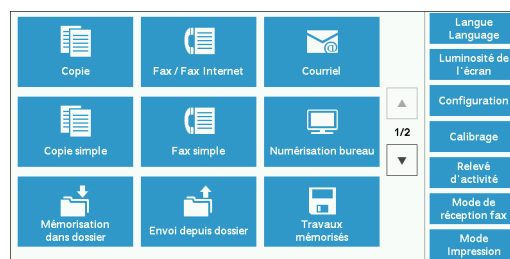 Copie
Fax / Fax Internet
Courriel
Copie simple
Fax simple
Numérisation bureau
Mémorisation
dans dossier
Envoi depuis dossier
Travaux
mémorisés
1/2
Langue
Language
Luminosité de
l'écran
Configuration
Calibrage
Relevé
d'activité
Mode de
réception fax
Mode
Impression